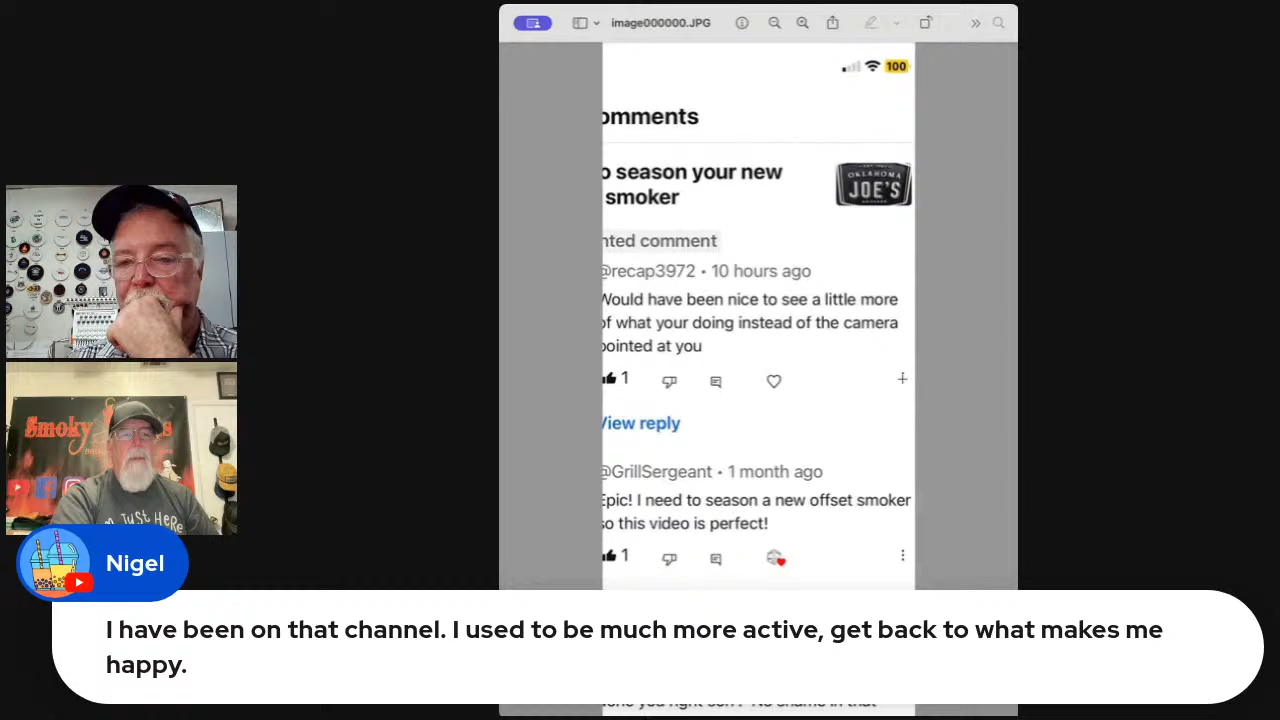 image000000.JPG
100
omments
o season your new
smoker
OKLAHOMA
JOE'S
nted comment
@recap3972 • 10 hours ago
Would have been nice to see a little more
of what your doing instead of the camera
pointed at you
1
View reply
@GrillSergeant • 1 month ago
Epic! I need to season a new offset smoker
so this video is perfect!
1
Smoky
JUST HERE
Nigel
I have been on that channel. I used to be much more active, get back to what makes me
happy.